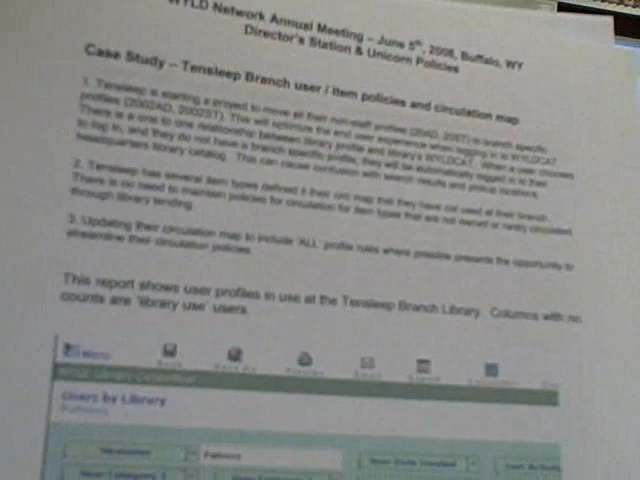 WYLD Network Annual Meeting – June 5th, 2008, Buffalo, WY
Director's Station & Unicorn Policies
Case Study – Tensleep Branch user / item policies and circulation map
1. Tensleep is starting a project to move all their non-staff profiles (20AD, 20ST) to branch specific
profiles (2002AD, 2002ST). This will optimize the end user experience when logging in to WYLDCAT.
There is a one to one relationship between library profile and library's WYLDCAT. When a user chooses
to log in, and they do not have a branch specific profile, they will be automatically logged in to their
headquarters library catalog. This can cause confusion with search results and pickup locations.
2. Tensleep has several item types defined in their circ map that they have not used at their branch.
There is no need to maintain policies for circulation for item types that are not owned or rarely circulated
through library lending.
3. Updating their circulation map to include 'ALL' profile rules where possible presents the opportunity to
streamline their circulation policies.
This report shows user profiles in use at the Tensleep Branch Library. Columns with no
counts are 'library use' users.
Menu
Users by Library
Patrons